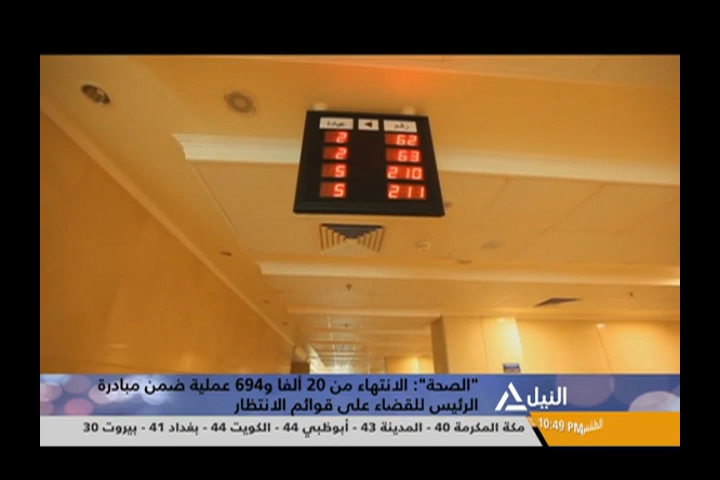 رقم ◄ عيادة
62 2
63 2
210 5
211 5
"الصحة": الانتهاء من 20 ألفا و694 عملية ضمن مبادرة
الرئيس للقضاء على قوائم الانتظار
النيل
10:49 PM الطقس
مكة المكرمة 40 - المدينة 43 - أبوظبي 44 - الكويت 44 - بغداد 41 - بيروت 30